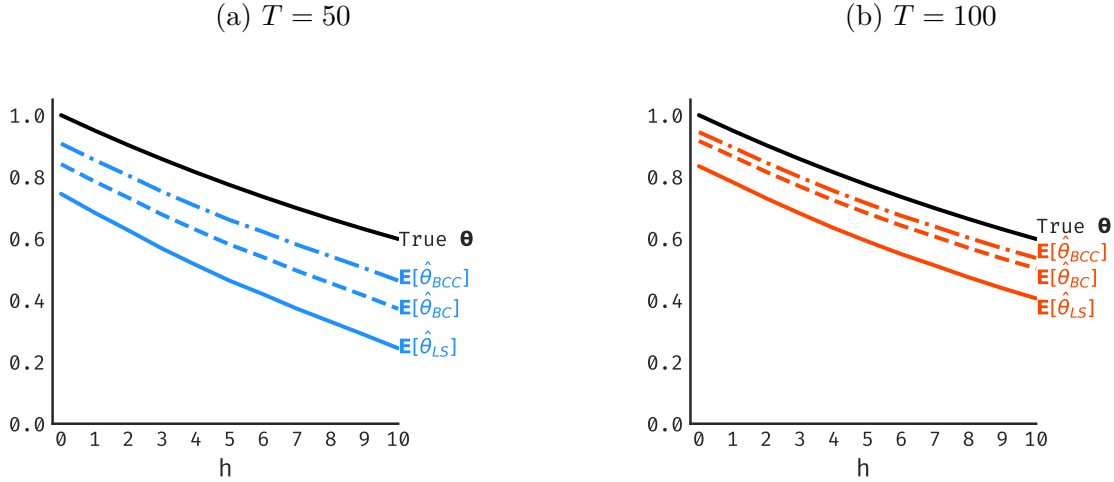 (a) T = 50
1.0
0.8
0.6
0.4
0.2
0.0
0 1 2 3 4 5 6 7 8 9 10
h
True θ
E[θ̂_BCC]
E[θ̂_BC]
E[θ̂_LS]
(b) T = 100
1.0
0.8
0.6
0.4
0.2
0.0
0 1 2 3 4 5 6 7 8 9 10
h
True θ
E[θ̂_BCC]
E[θ̂_BC]
E[θ̂_LS]